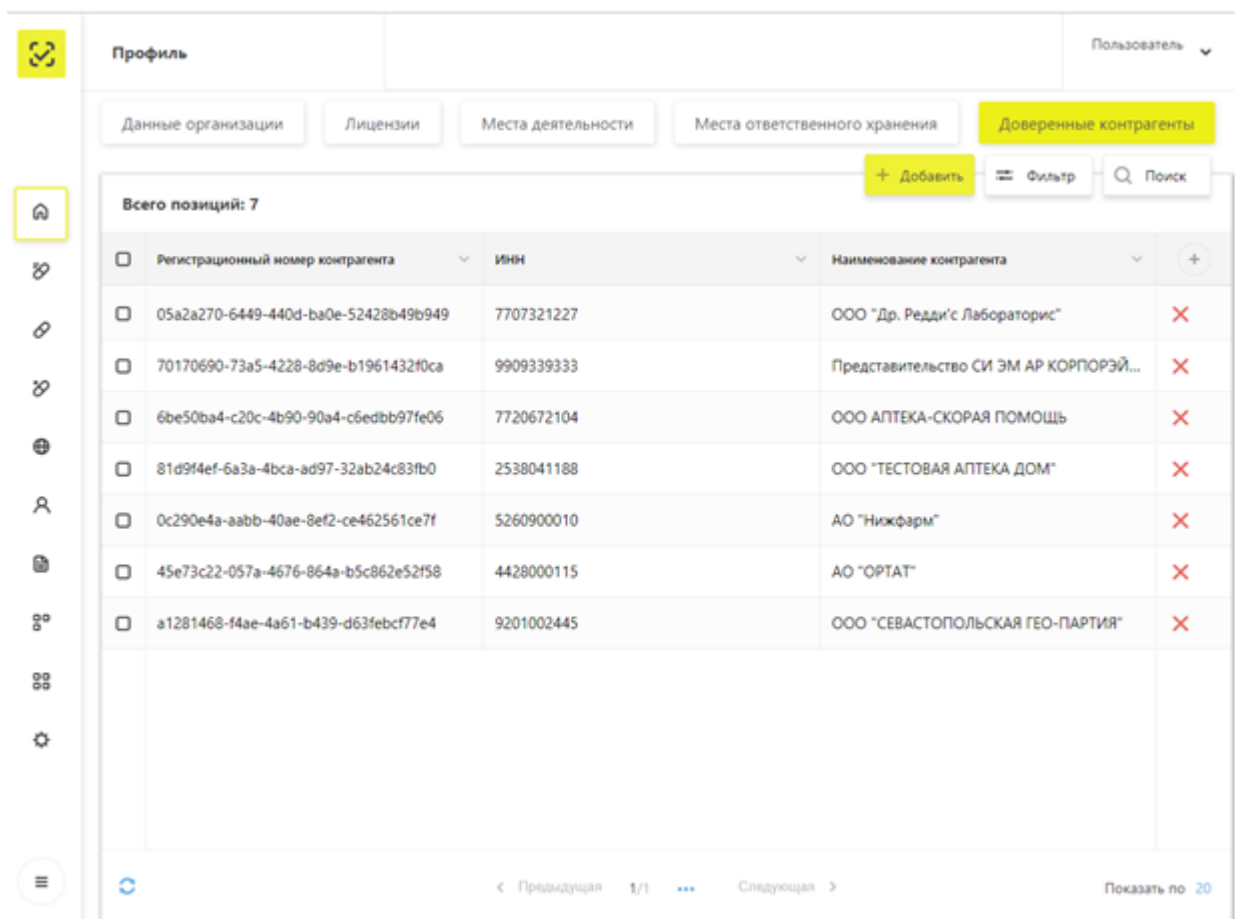 Профиль
Пользователь
Данные организации Лицензии Места деятельности Места ответственного хранения Доверенные контрагенты
+ Добавить Фильтр Поиск
Всего позиций: 7
Регистрационный номер контрагента ИНН Наименование контрагента
05a2a270-6449-440d-ba0e-52428b49b949 7707321227 ООО "Др. Редди'с Лабораторис"
70170690-73a5-4228-8d9e-b1961432f0ca 9909339333 Представительство СИ ЭМ АР КОРПОРЭЙ...
6be50ba4-c20c-4b90-90a4-c6edbb97fe06 7720672104 ООО АПТЕКА-СКОРАЯ ПОМОЩЬ
81d9f4ef-6a3a-4bca-ad97-32ab24c83fb0 2538041188 ООО "ТЕСТОВАЯ АПТЕКА ДОМ"
0c290e4a-aabb-40ae-8ef2-ce462561ce7f 5260900010 АО "Нижфарм"
45e73c22-057a-4676-864a-b5c862e52f58 4428000115 АО "ОРТАТ"
a1281468-f4ae-4a61-b439-d63febcf77e4 9201002445 ООО "СЕВАСТОПОЛЬСКАЯ ГЕО-ПАРТИЯ"
< Предыдущая 1/1 ... Следующая > Показать по 20